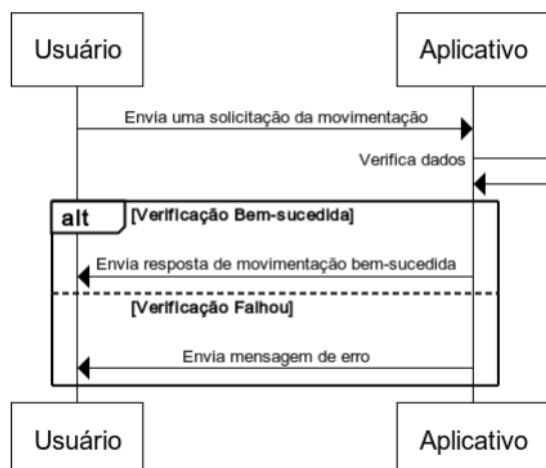 Usuário
Aplicativo
Envia uma solicitação da movimentação
Verifica dados
alt
[Verificação Bem-sucedida]
Envia resposta de movimentação bem-sucedida
[Verificação Falhou]
Envia mensagem de erro
Usuário
Aplicativo